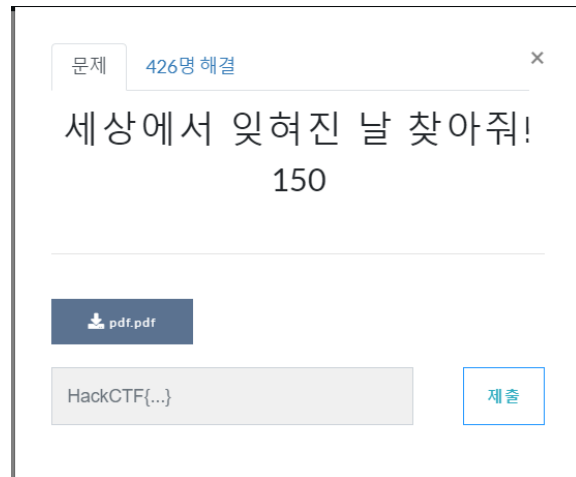 문제 426명 해결 ×
세상에서 잊혀진 날 찾아줘!
150
pdf.pdf
HackCTF{...} 제출